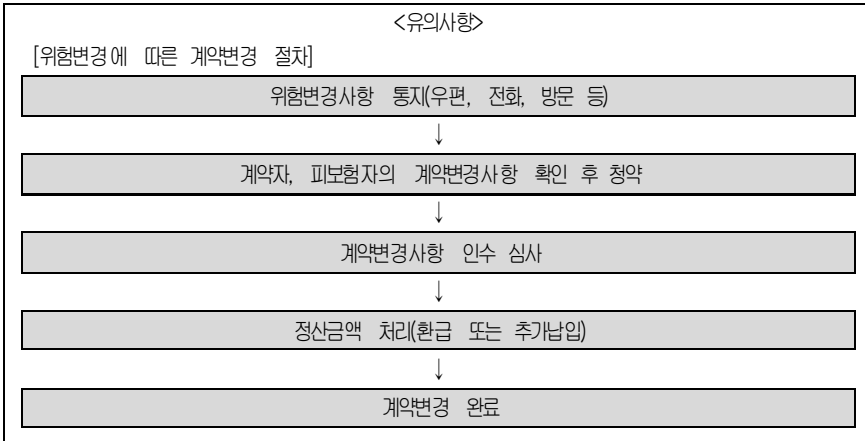 <유의사항>
[위험변경에 따른 계약변경 절차]
위험변경사항 통지(우편, 전화, 방문 등)
↓
계약자, 피보험자의 계약변경사항 확인 후 청약
↓
계약변경사항 인수 심사
↓
정산금액 처리(환급 또는 추가납입)
↓
계약변경 완료